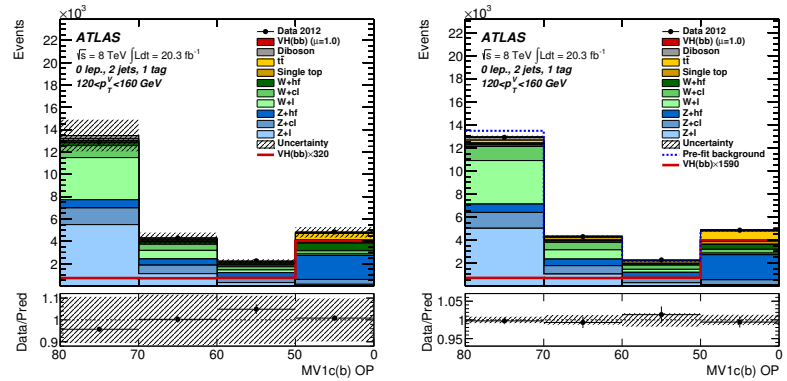 ×10³
Events
22
20
18
16
14
12
10
8
6
4
2
ATLAS
√s = 8 TeV ∫Ldt = 20.3 fb⁻¹
0 lep., 2 jets, 1 tag
120<p_T^V<160 GeV
Data 2012
VH(bb) (μ=1.0)
Diboson
tt̄
Single top
W+hf
W+cl
W+l
Z+hf
Z+cl
Z+l
Uncertainty
VH(bb)×320
Data/Pred
1.1
1.0
0.9
80 70 60 50 40 0
MV1c(b) OP
×10³
Events
22
20
18
16
14
12
10
8
6
4
2
ATLAS
√s = 8 TeV ∫Ldt = 20.3 fb⁻¹
0 lep., 2 jets, 1 tag
120<p_T^V<160 GeV
Data 2012
VH(bb) (μ=1.0)
Diboson
tt̄
Single top
W+hf
W+cl
W+l
Z+hf
Z+cl
Z+l
Uncertainty
Pre-fit background
VH(bb)×1590
Data/Pred
1.05
1
0.95
80 70 60 50 40 0
MV1c(b) OP